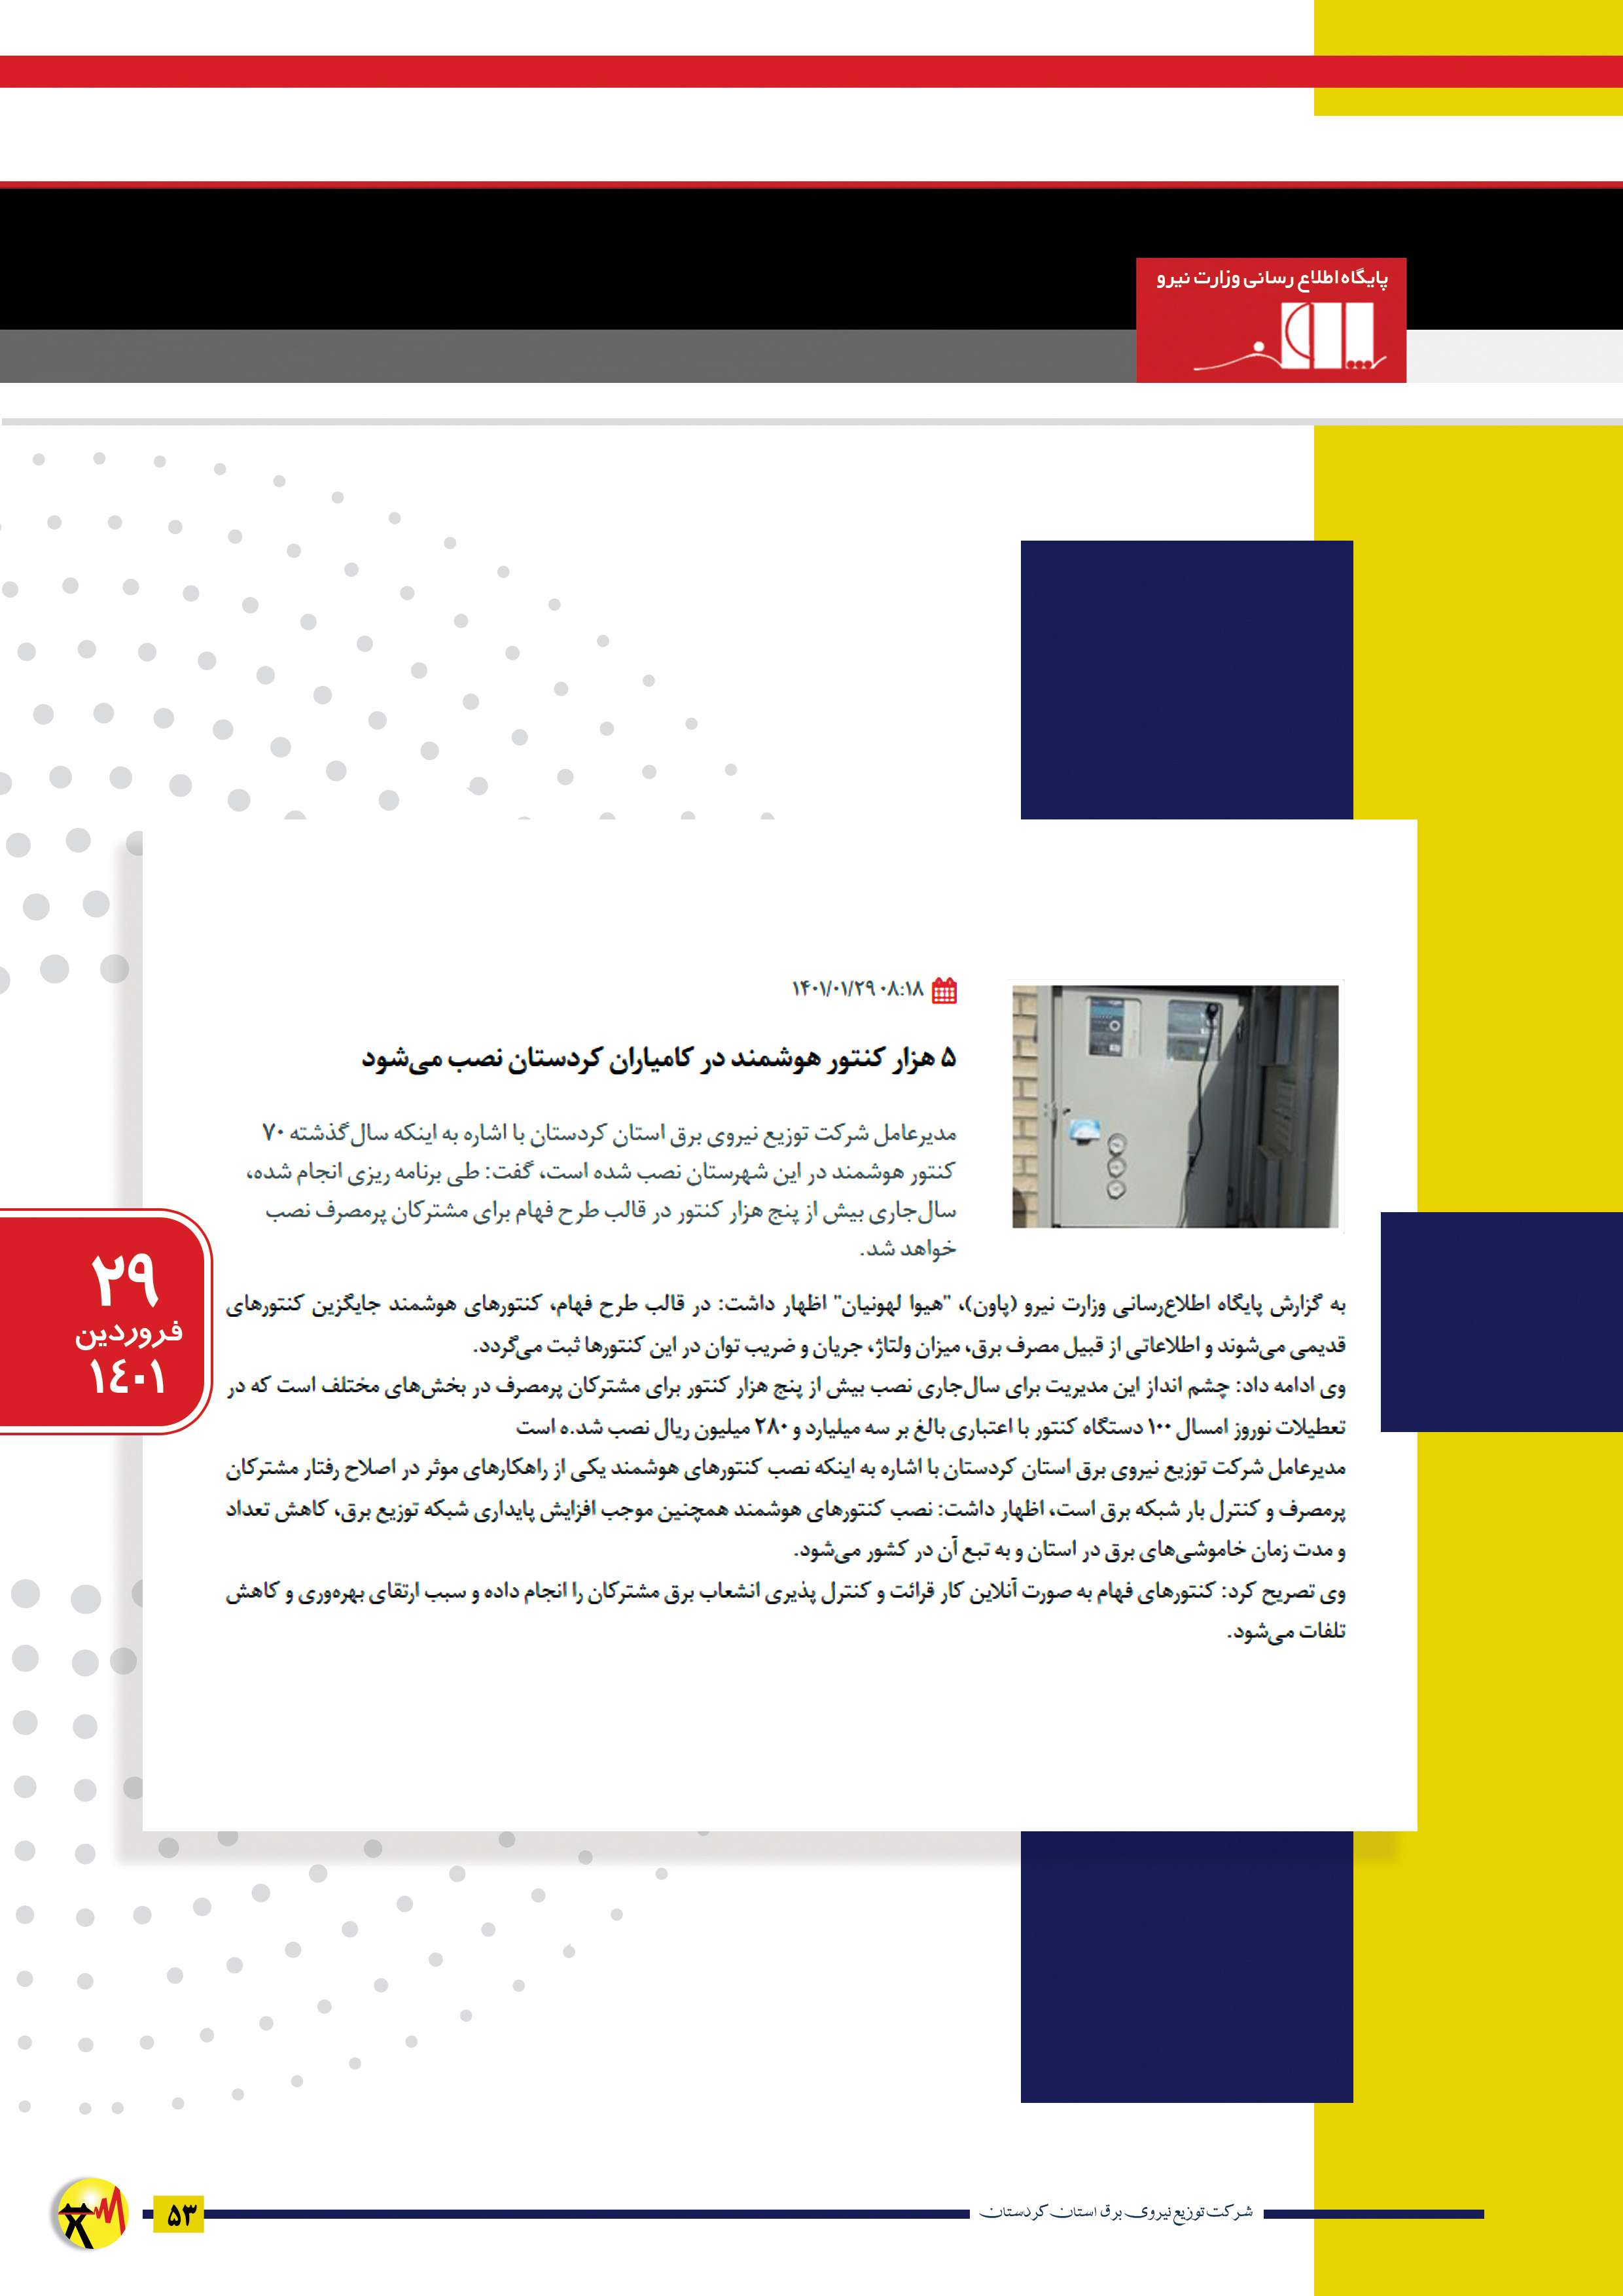 پایگاه اطلاع رسانی وزارت نیرو
۱۴۰۱/۰۱/۲۹ ۰۸:۱۸
۵ هزار کنتور هوشمند در کامیاران کردستان نصب می‌شود
مدیرعامل شرکت توزیع نیروی برق استان کردستان با اشاره به اینکه سال گذشته ۷۰
کنتور هوشمند در این شهرستان نصب شده است، گفت: طی برنامه ریزی انجام شده،
سال‌جاری بیش از پنج هزار کنتور در قالب طرح فهام برای مشترکان پرمصرف نصب
خواهد شد.
به گزارش پایگاه اطلاع‌رسانی وزارت نیرو (پاون)، "هیوا لهونیان" اظهار داشت: در قالب طرح فهام، کنتورهای هوشمند جایگزین کنتورهای
قدیمی می‌شوند و اطلاعاتی از قبیل مصرف برق، میزان ولتاژ، جریان و ضریب توان در این کنتورها ثبت می‌گردد.
وی ادامه داد: چشم انداز این مدیریت برای سال‌جاری نصب بیش از پنج هزار کنتور برای مشترکان پرمصرف در بخش‌های مختلف است که در
تعطیلات نوروز امسال ۱۰۰ دستگاه کنتور با اعتباری بالغ بر سه میلیارد و ۲۸۰ میلیون ریال نصب شد.ه است
مدیرعامل شرکت توزیع نیروی برق استان کردستان با اشاره به اینکه نصب کنتورهای هوشمند یکی از راهکارهای موثر در اصلاح رفتار مشترکان
پرمصرف و کنترل بار شبکه برق است، اظهار داشت: نصب کنتورهای هوشمند همچنین موجب افزایش پایداری شبکه توزیع برق، کاهش تعداد
و مدت زمان خاموشی‌های برق در استان و به تبع آن در کشور می‌شود.
وی تصریح کرد: کنتورهای فهام به صورت آنلاین کار قرائت و کنترل پذیری انشعاب برق مشترکان را انجام داده و سبب ارتقای بهره‌وری و کاهش
تلفات می‌شود.
۲۹
فروردین
۱٤۰۱
شرکت توزیع نیروی برق استان کردستان
۵۳